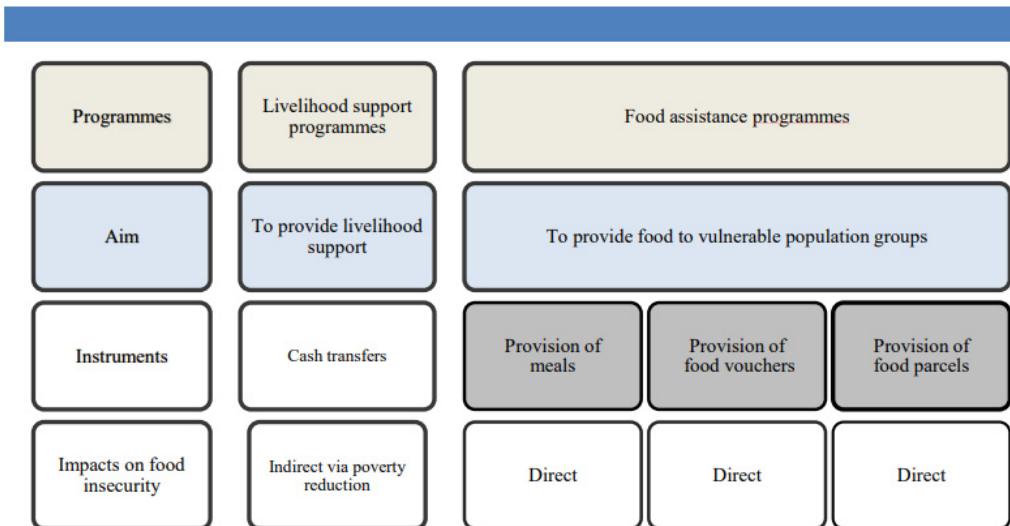 Programmes
Livelihood support
programmes
Food assistance programmes
Aim
To provide livelihood
support
To provide food to vulnerable population groups
Instruments
Cash transfers
Provision of
meals
Provision of
food vouchers
Provision of
food parcels
Impacts on food
insecurity
Indirect via poverty
reduction
Direct
Direct
Direct